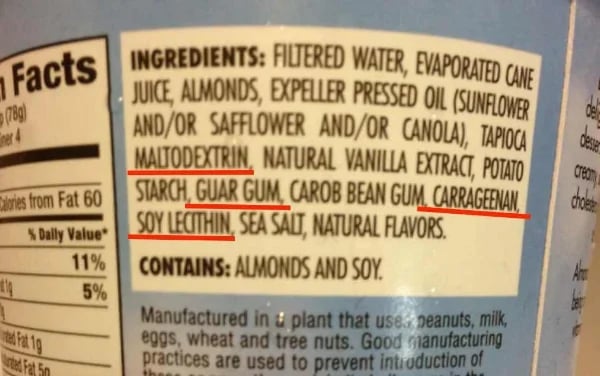 Facts
(78g)
4
Calories from Fat 60
% Daily Value*
11%
5%
Fat 1g
INGREDIENTS: FILTERED WATER, EVAPORATED CANE
JUICE, ALMONDS, EXPELLER PRESSED OIL (SUNFLOWER
AND/OR SAFFLOWER AND/OR CANOLA), TAPIOCA
MALTODEXTRIN, NATURAL VANILLA EXTRACT, POTATO
STARCH, GUAR GUM, CAROB BEAN GUM, CARRAGEENAN,
SOY LECITHIN, SEA SALT, NATURAL FLAVORS.
CONTAINS: ALMONDS AND SOY.
Manufactured in a plant that uses peanuts, milk,
eggs, wheat and tree nuts. Good manufacturing
practices are used to prevent introduction of